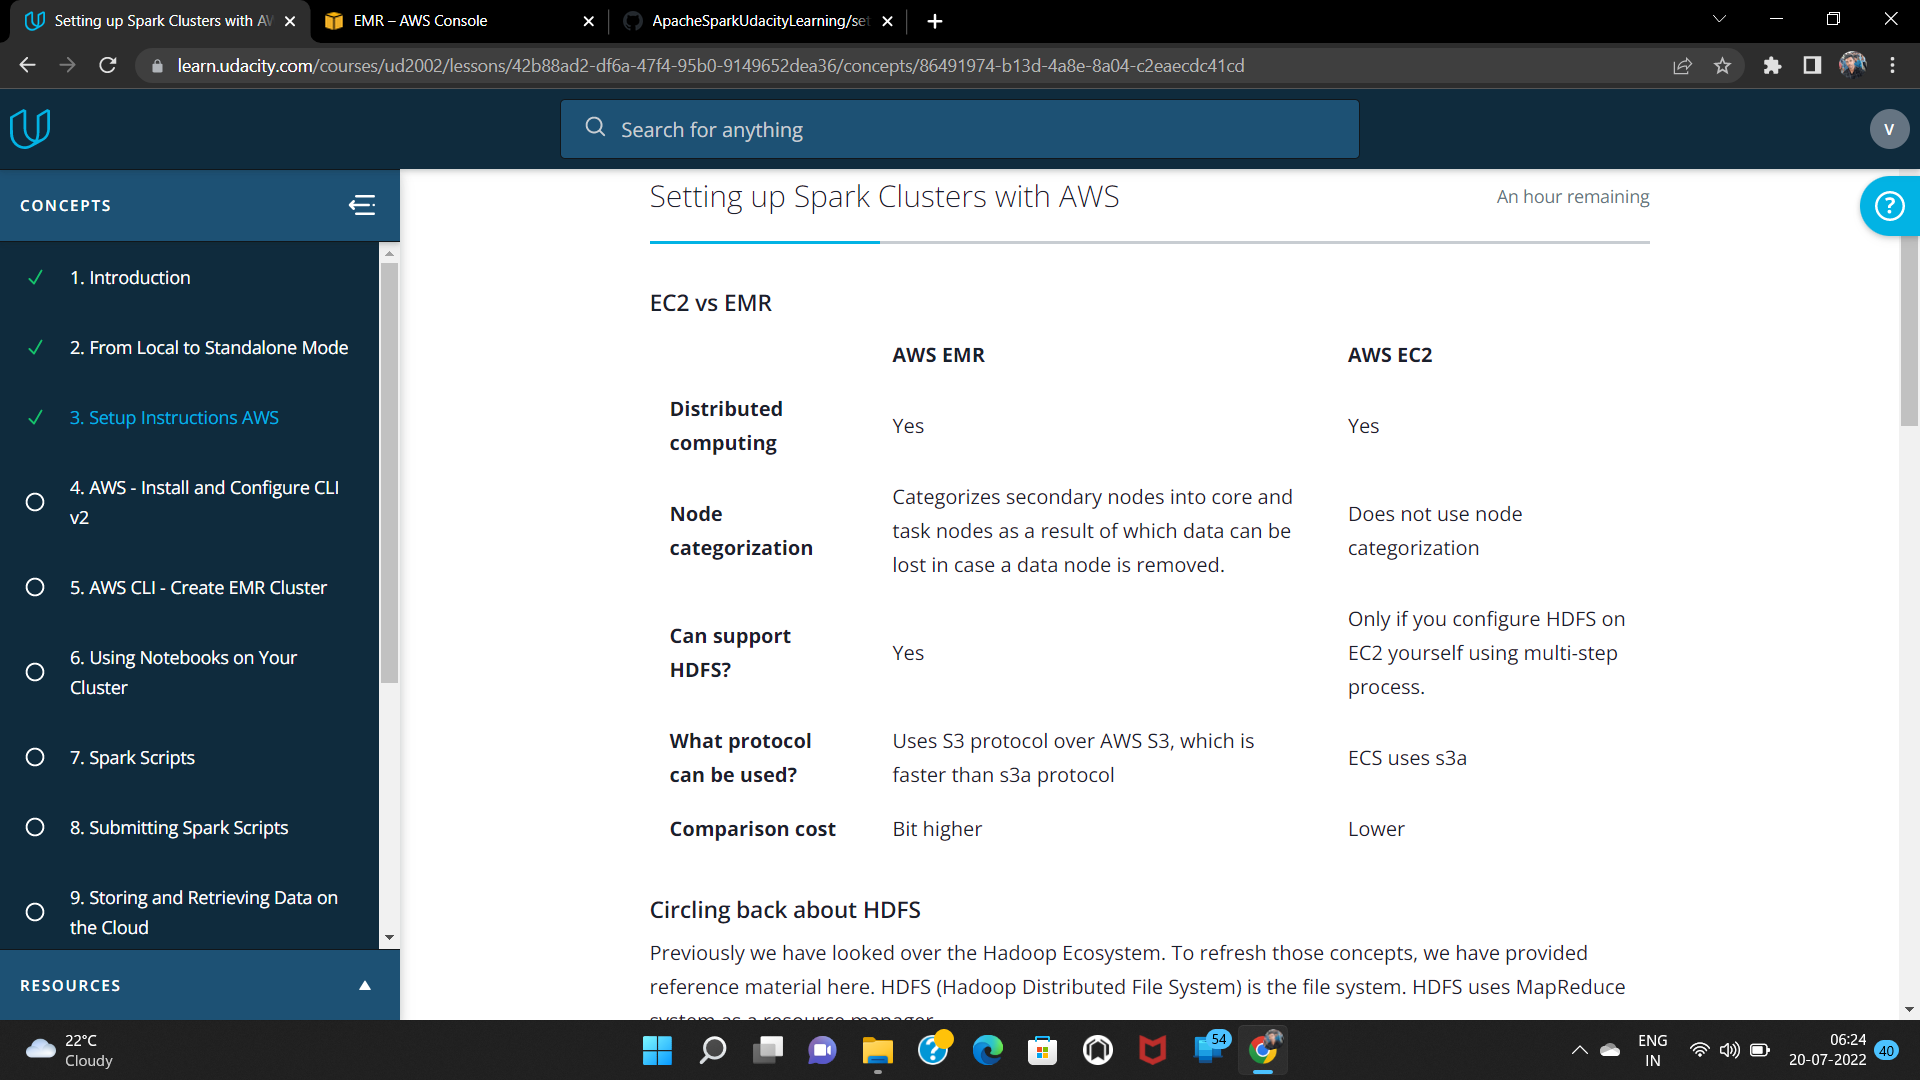 Setting up Spark Clusters with AW
EMR – AWS Console
ApacheSparkUdacityLearning/set
learn.udacity.com/courses/ud2002/lessons/42b88ad2-df6a-47f4-95b0-9149652dea36/concepts/86491974-b13d-4a8e-8a04-c2eaecdc41cd
Search for anything
V
CONCEPTS
1. Introduction
2. From Local to Standalone Mode
3. Setup Instructions AWS
4. AWS - Install and Configure CLI
v2
5. AWS CLI - Create EMR Cluster
6. Using Notebooks on Your
Cluster
7. Spark Scripts
8. Submitting Spark Scripts
9. Storing and Retrieving Data on
the Cloud
RESOURCES
Setting up Spark Clusters with AWS
An hour remaining
?
EC2 vs EMR
AWS EMR
AWS EC2
Distributed
computing
Yes
Yes
Node
categorization
Categorizes secondary nodes into core and
task nodes as a result of which data can be
lost in case a data node is removed.
Does not use node
categorization
Can support
HDFS?
Yes
Only if you configure HDFS on
EC2 yourself using multi-step
process.
What protocol
can be used?
Uses S3 protocol over AWS S3, which is
faster than s3a protocol
ECS uses s3a
Comparison cost
Bit higher
Lower
Circling back about HDFS
Previously we have looked over the Hadoop Ecosystem. To refresh those concepts, we have provided
reference material here. HDFS (Hadoop Distributed File System) is the file system. HDFS uses MapReduce
system as a resource manager.
22°C
Cloudy
54
ENG
IN
06:24
20-07-2022
40